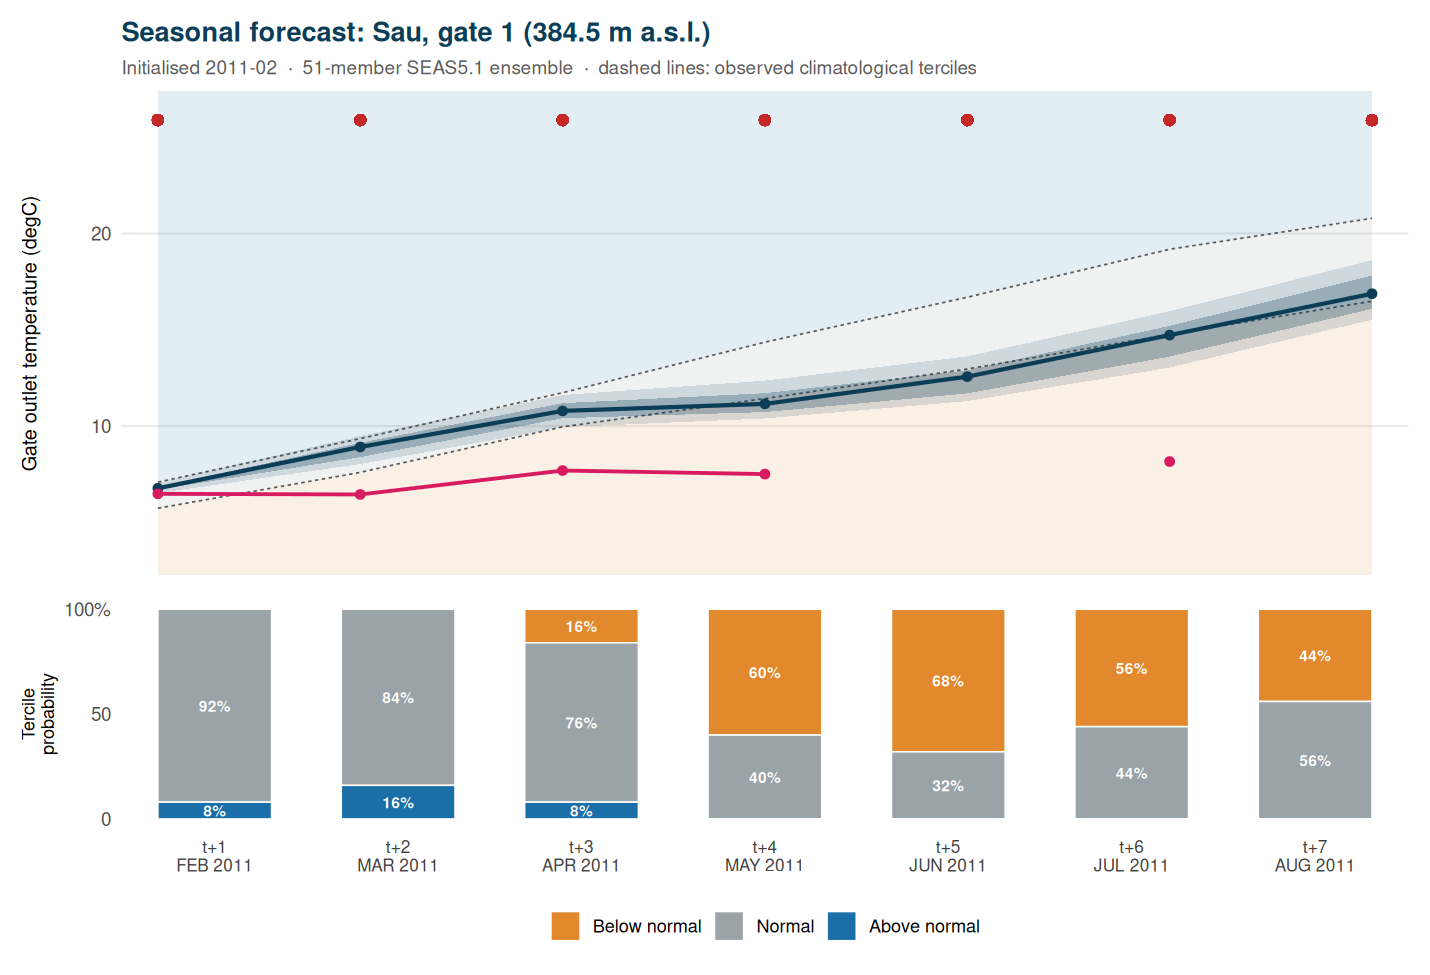 Seasonal forecast: Sau, gate 1 (384.5 m a.s.l.)
Initialised 2011-02 · 51-member SEAS5.1 ensemble · dashed lines: observed climatological terciles
Gate outlet temperature (degC)
20
10
Tercile
probability
100%
50
0
92%
8%
84%
16%
16%
76%
8%
60%
40%
68%
32%
56%
44%
44%
56%
t+1
FEB 2011
t+2
MAR 2011
t+3
APR 2011
t+4
MAY 2011
t+5
JUN 2011
t+6
JUL 2011
t+7
AUG 2011
Below normal
Normal
Above normal